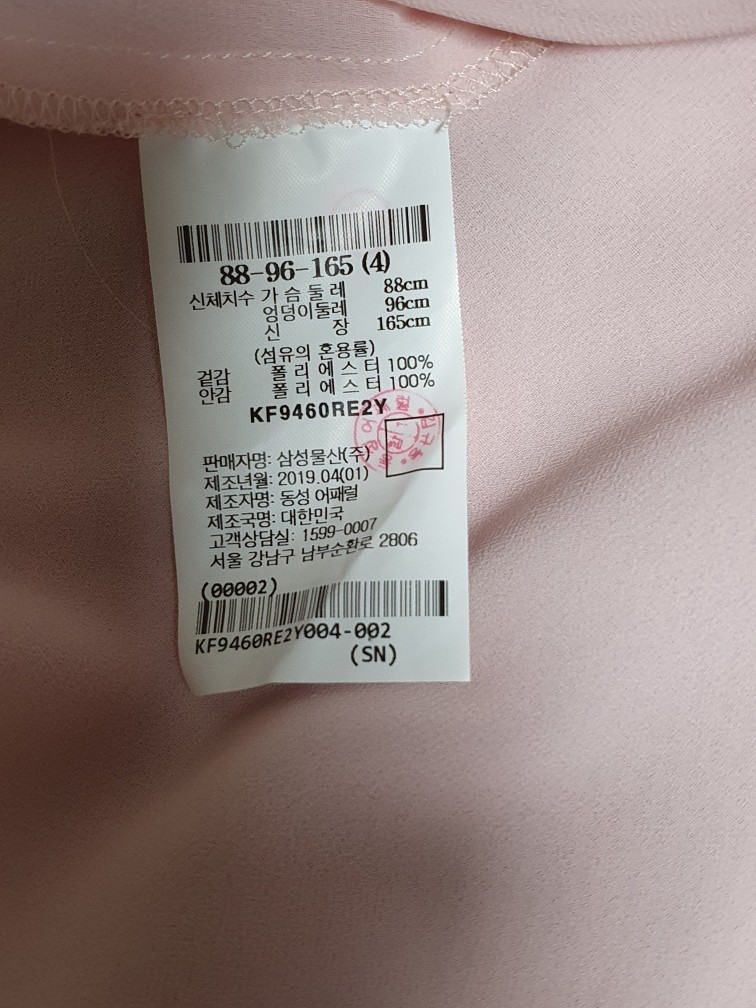 88-96-165 (4)
신체치수 가 슴 둘 레 88cm
엉덩이둘레 96cm
신 장 165cm
(섬유의 혼용률)
겉감 폴 리 에 스 터 100%
안감 폴 리 에 스 터 100%
KF9460RE2Y
판매자명: 삼성물산(주)
제조년월: 2019.04(01)
제조자명: 동성 어패럴
제조국명: 대한민국
고객상담실: 1599-0007
서울 강남구 남부순환로 2806
(00002)
KF9460RE2Y004-002
(SN)